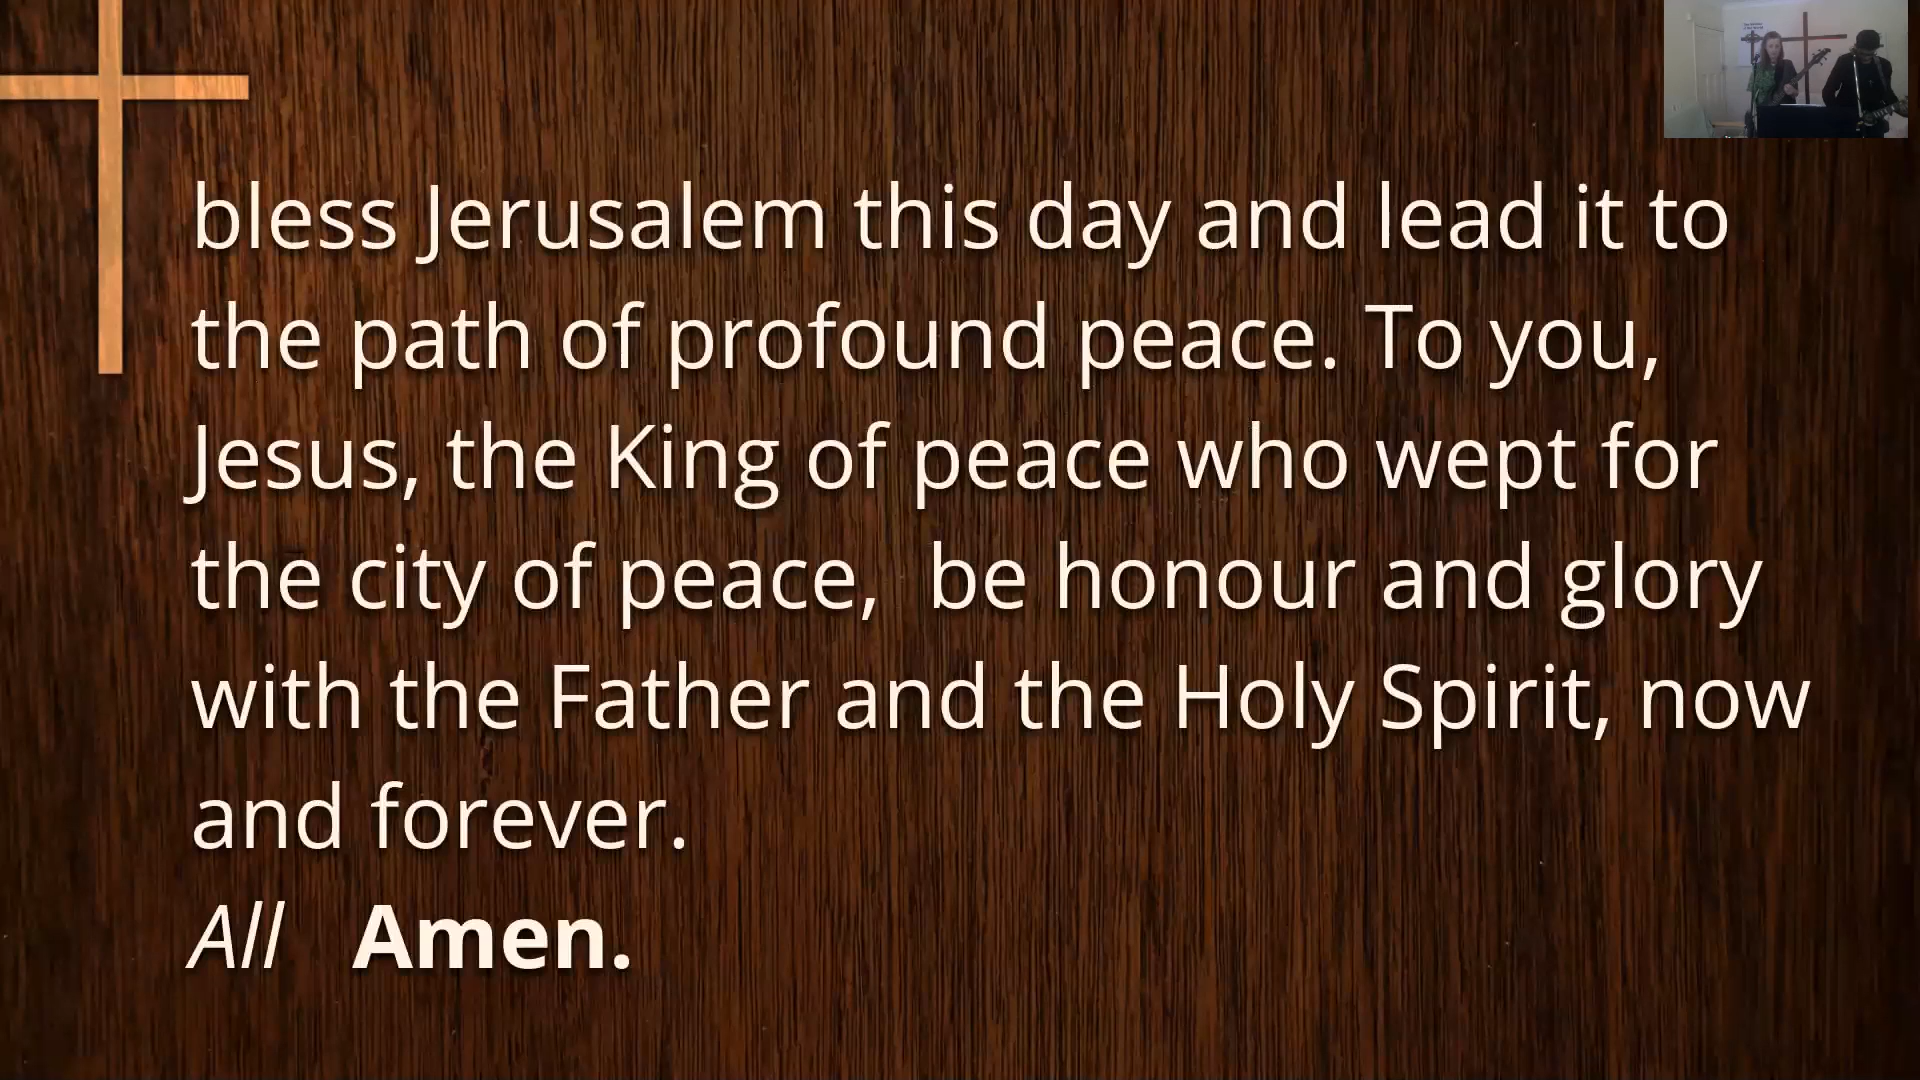 bless Jerusalem this day and lead it to
the path of profound peace. To you,
Jesus, the King of peace who wept for
the city of peace,  be honour and glory
with the Father and the Holy Spirit, now
and forever.
All   Amen.